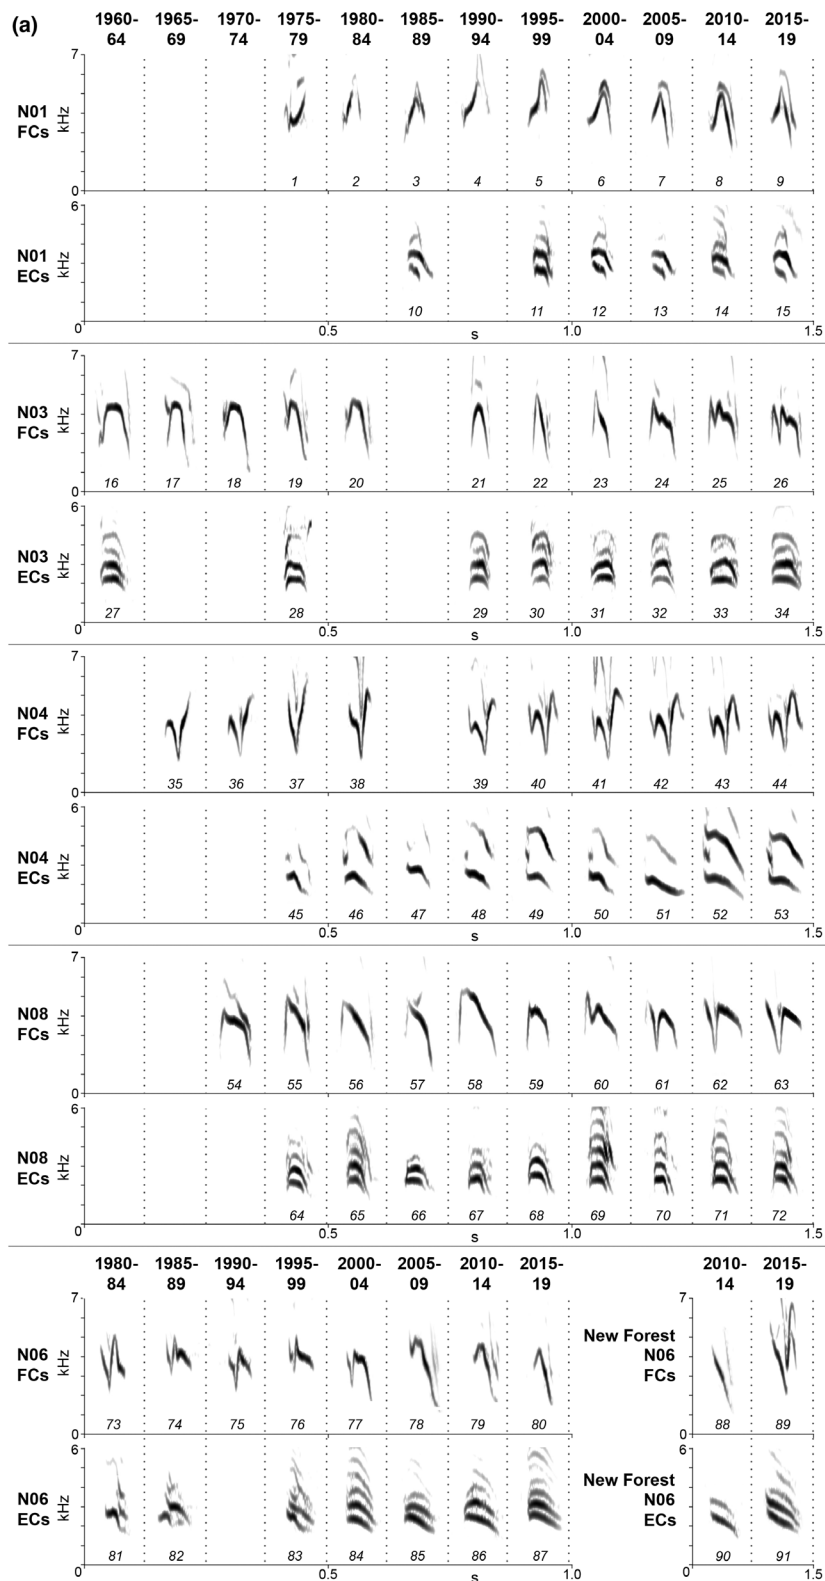 (a)
1960- 1965- 1970- 1975- 1980- 1985- 1990- 1995- 2000- 2005- 2010- 2015-
64 69 74 79 84 89 94 99 04 09 14 19
7
N01
FCs
kHz
0
1 2 3 4 5 6 7 8 9
6
N01
ECs
kHz
10 11 12 13 14 15
0 0.5 s 1.0 1.5
7
N03
FCs
kHz
0
16 17 18 19 20 21 22 23 24 25 26
6
N03
ECs
kHz
27 28 29 30 31 32 33 34
0 0.5 s 1.0 1.5
7
N04
FCs
kHz
0
35 36 37 38 39 40 41 42 43 44
6
N04
ECs
kHz
45 46 47 48 49 50 51 52 53
0 0.5 s 1.0 1.5
7
N08
FCs
kHz
0
54 55 56 57 58 59 60 61 62 63
6
N08
ECs
kHz
64 65 66 67 68 69 70 71 72
0 0.5 s 1.0 1.5
1980- 1985- 1990- 1995- 2000- 2005- 2010- 2015- 2010- 2015-
84 89 94 99 04 09 14 19 14 19
7 7
N06
FCs
kHz
New Forest
N06
FCs
0 0
73 74 75 76 77 78 79 80 88 89
6 6
N06
ECs
kHz
New Forest
N06
ECs
81 82 83 84 85 86 87 90 91
0 0.5 s 1.0 0 s 1.5